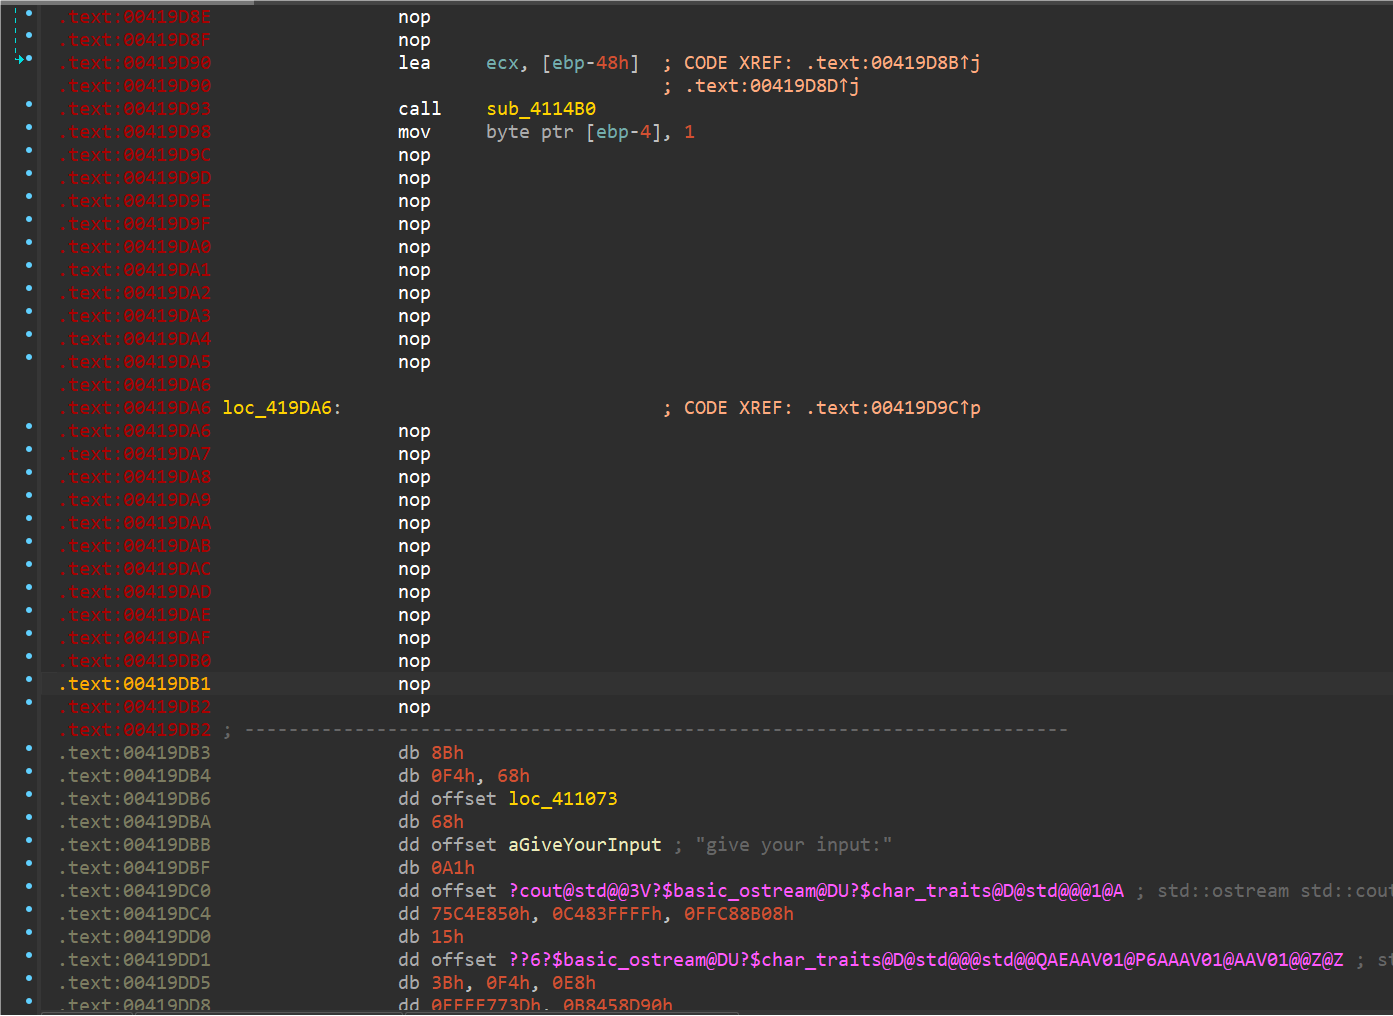 .text:00419D8E nop
.text:00419D8F nop
.text:00419D90 lea ecx, [ebp-48h] ; CODE XREF: .text:00419D8B↑j
.text:00419D90 ; .text:00419D8D↑j
.text:00419D93 call sub_4114B0
.text:00419D98 mov byte ptr [ebp-4], 1
.text:00419D9C nop
.text:00419D9D nop
.text:00419D9E nop
.text:00419D9F nop
.text:00419DA0 nop
.text:00419DA1 nop
.text:00419DA2 nop
.text:00419DA3 nop
.text:00419DA4 nop
.text:00419DA5 nop
.text:00419DA6
.text:00419DA6 loc_419DA6: ; CODE XREF: .text:00419D9C↑p
.text:00419DA6 nop
.text:00419DA7 nop
.text:00419DA8 nop
.text:00419DA9 nop
.text:00419DAA nop
.text:00419DAB nop
.text:00419DAC nop
.text:00419DAD nop
.text:00419DAE nop
.text:00419DAF nop
.text:00419DB0 nop
.text:00419DB1 nop
.text:00419DB2 nop
.text:00419DB2 ; ---------------------------------------------------------------------------
.text:00419DB3 db 8Bh
.text:00419DB4 db 0F4h, 68h
.text:00419DB6 dd offset loc_411073
.text:00419DBA db 68h
.text:00419DBB dd offset aGiveYourInput ; "give your input:"
.text:00419DBF db 0A1h
.text:00419DC0 dd offset ?cout@std@@3V?$basic_ostream@DU?$char_traits@D@std@@@1@A ; std::ostream std::cout
.text:00419DC4 dd 75C4E850h, 0C483FFFFh, 0FFC88B08h
.text:00419DD0 db 15h
.text:00419DD1 dd offset ??6?$basic_ostream@DU?$char_traits@D@std@@@std@@QAEAAV01@P6AAAV01@AAV01@@Z@Z ; st
.text:00419DD5 db 3Bh, 0F4h, 0E8h
.text:00419DD8 dd 0FFFF773Dh, 0B8458D90h